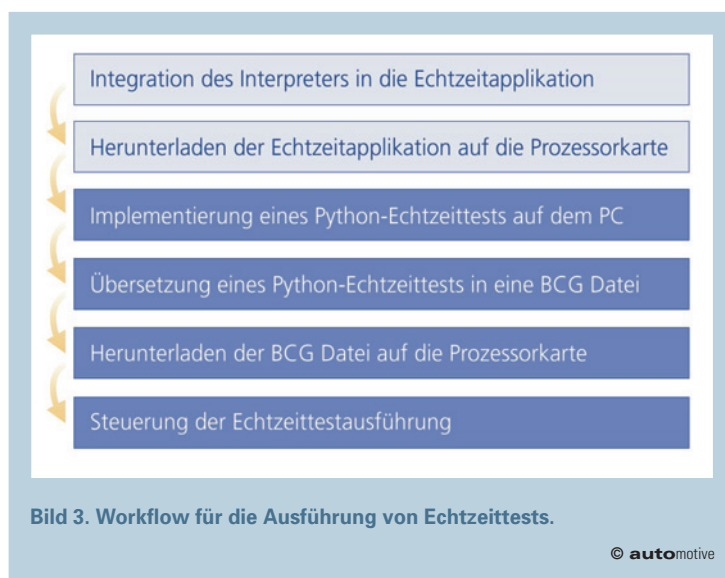 Integration des Interpreters in die Echtzeitapplikation
Herunterladen der Echtzeitapplikation auf die Prozessorkarte
Implementierung eines Python-Echtzeittests auf dem PC
Übersetzung eines Python-Echtzeittests in eine BCG Datei
Herunterladen der BCG Datei auf die Prozessorkarte
Steuerung der Echtzeittestausführung
Bild 3. Workflow für die Ausführung von Echtzeittests.
© automotive